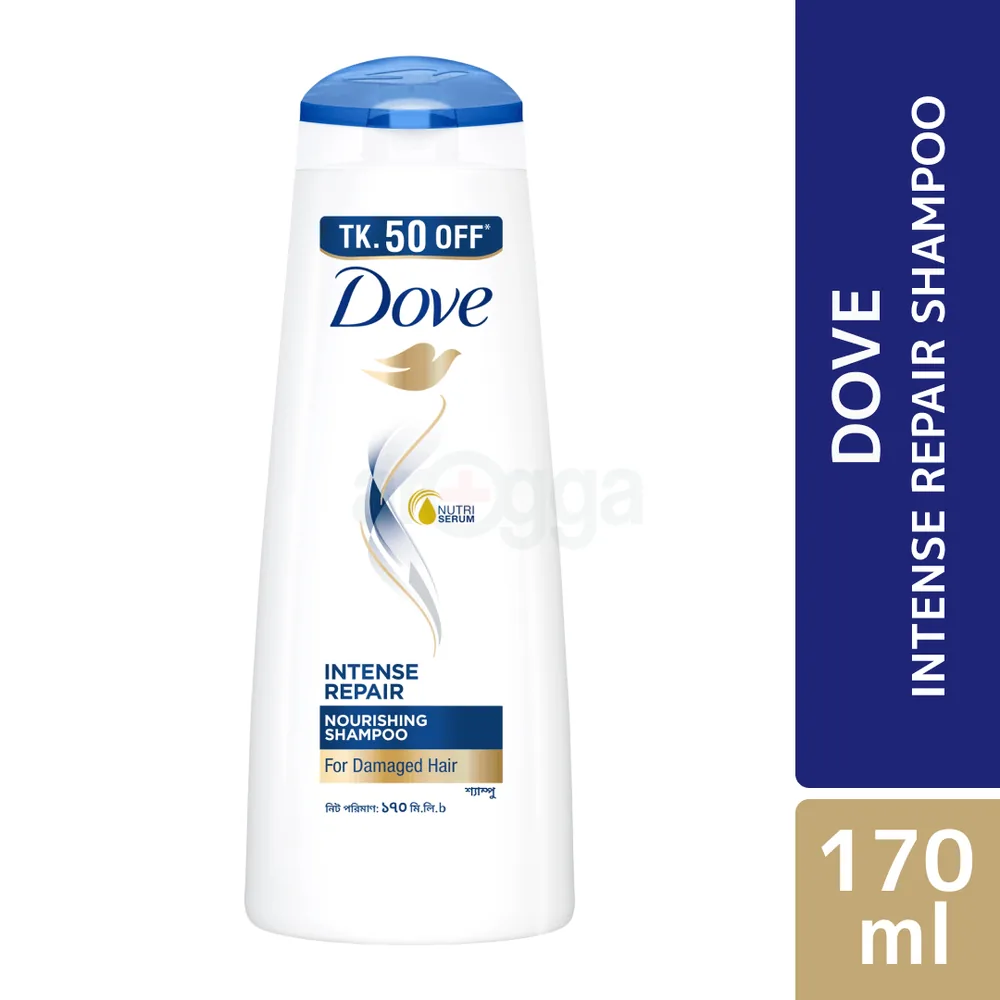 TK. 50 OFF*
Dove
arogga
NUTRI
SERUM
INTENSE
REPAIR
NOURISHING
SHAMPOO
For Damaged Hair
শ্যাম্পু
নিট পরিমাণ: ১৭০ মি.লি.b
DOVE
INTENSE REPAIR SHAMPOO
170
ml